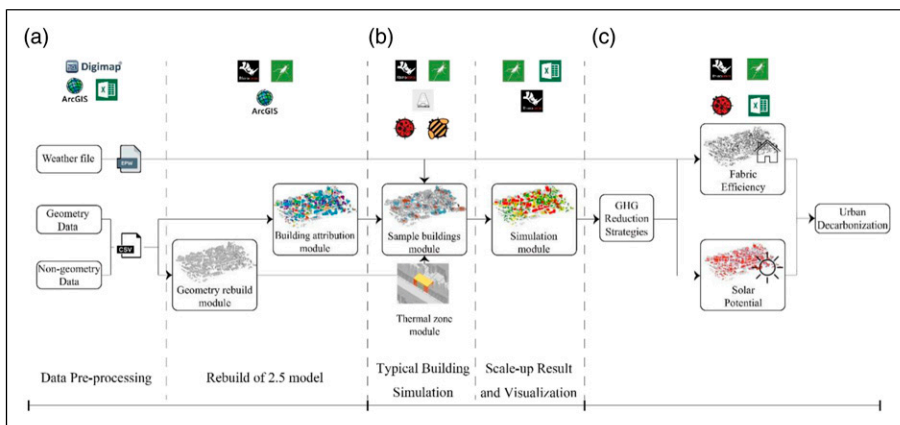 (a)
(b)
(c)
Digimap
ArcGIS
ArcGIS
Weather file
EPW
Geometry
Data
Non-geometry
Data
CSV
Building attribution
module
Geometry rebuild
module
Sample buildings
module
Thermal zone
module
Simulation
module
GHG
Reduction
Strategies
Fabric
Efficiency
Solar
Potential
Urban
Decarbonization
Data Pre-processing
Rebuild of 2.5 model
Typical Building
Simulation
Scale-up Result
and Visualization